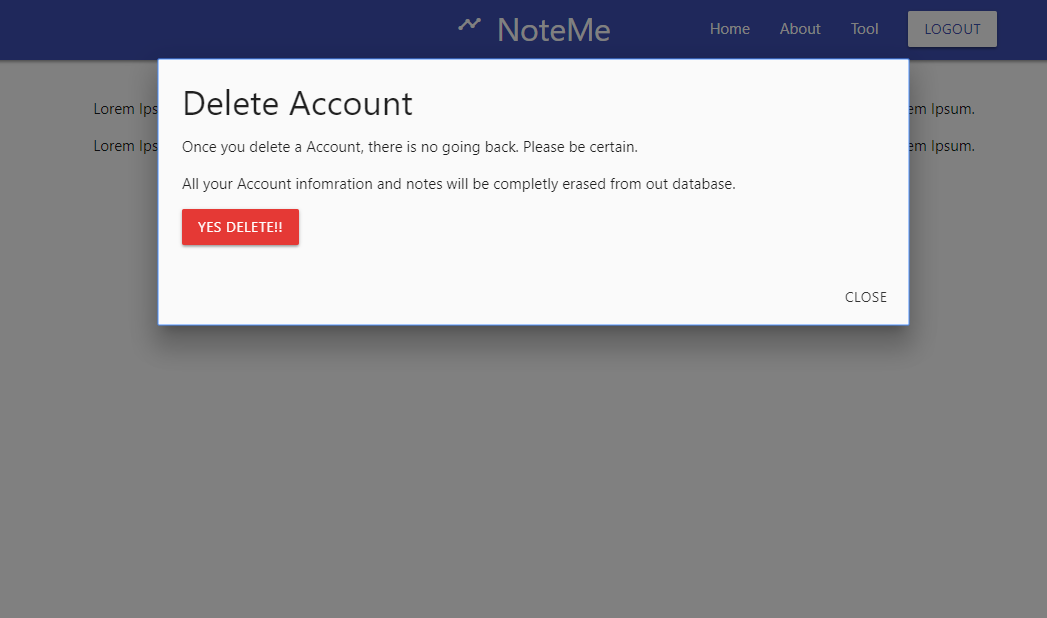 NoteMe
Home About Tool LOGOUT
Delete Account
Lorem Ips em Ipsum.
Once you delete a Account, there is no going back. Please be certain.
Lorem Ips em Ipsum.
All your Account infomration and notes will be completly erased from out database.
YES DELETE!!
CLOSE